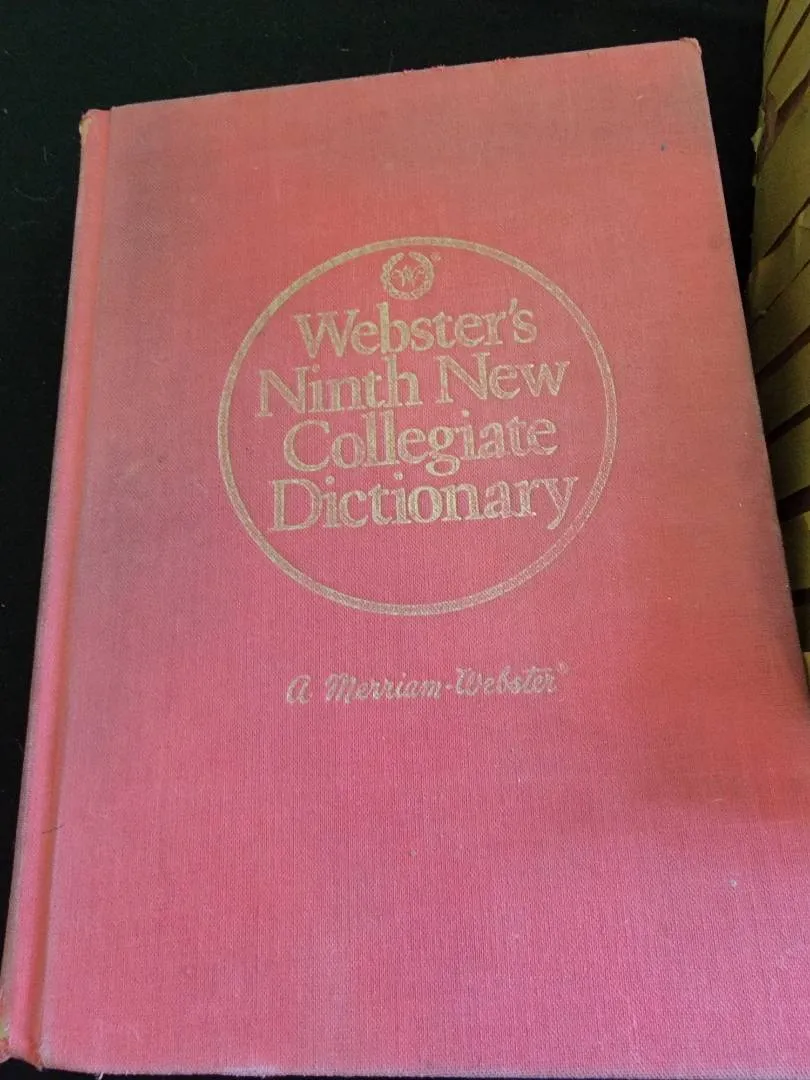 W ®
Webster's
Ninth New
Collegiate
Dictionary
A Merriam-Webster®